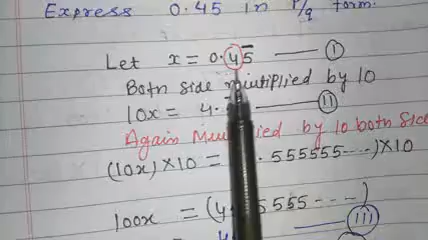 Express 0.45 in P/q form.
Let x = 0.45̅ —— (I)
Both side multiplied by 10
10x = 4. —— (II)
Again Multiplied by 10 both Side
(10x) × 10 = .555555---) × 10
100x = (4 5555 ----)
(III)